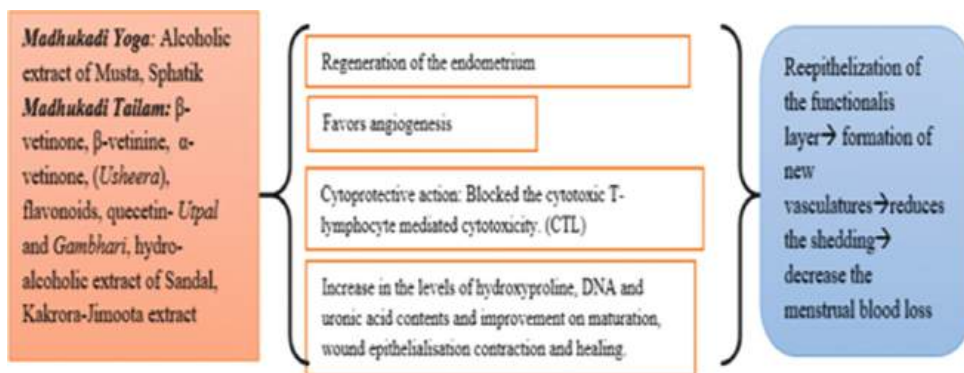 Madhukadi Yoga: Alcoholic
extract of Musta, Sphatik
Madhukadi Tailam: β-
vetinone, β-vetinine, α-
vetinone, (Usheera),
flavonoids, quecetin- Utpal
and Gambhari, hydro-
alcoholic extract of Sandal,
Kakrora-Jimoota extract
Regeneration of the endometrium
Favors angiogenesis
Cytoprotective action: Blocked the cytotoxic T-
lymphocyte mediated cytotoxicity. (CTL)
Increase in the levels of hydroxyproline, DNA and
uronic acid contents and improvement on maturation,
wound epithelialisation contraction and healing.
Reepithelization of
the functionalis
layer→ formation of
new
vasculatures→reduces
the shedding→
decrease the
menstrual blood loss